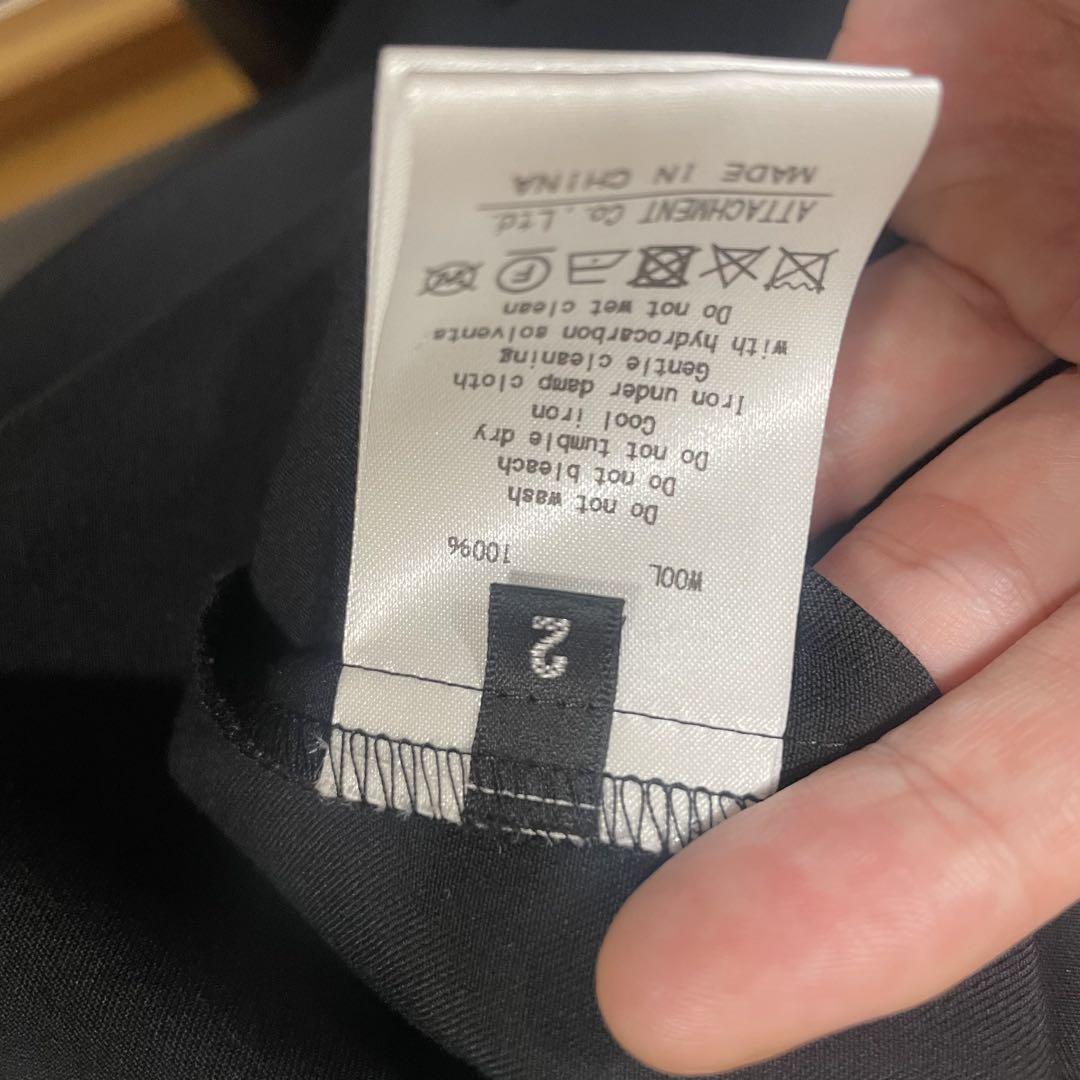 2
WOOL 100%
Do not wash
Do not bleach
Do not tumble dry
Cool iron
Iron under damp cloth
Gentle cleaning
with hydrocarbon solvents
Do not wet clean
F
ATTACHMENT Co.,Ltd.
MADE IN CHINA